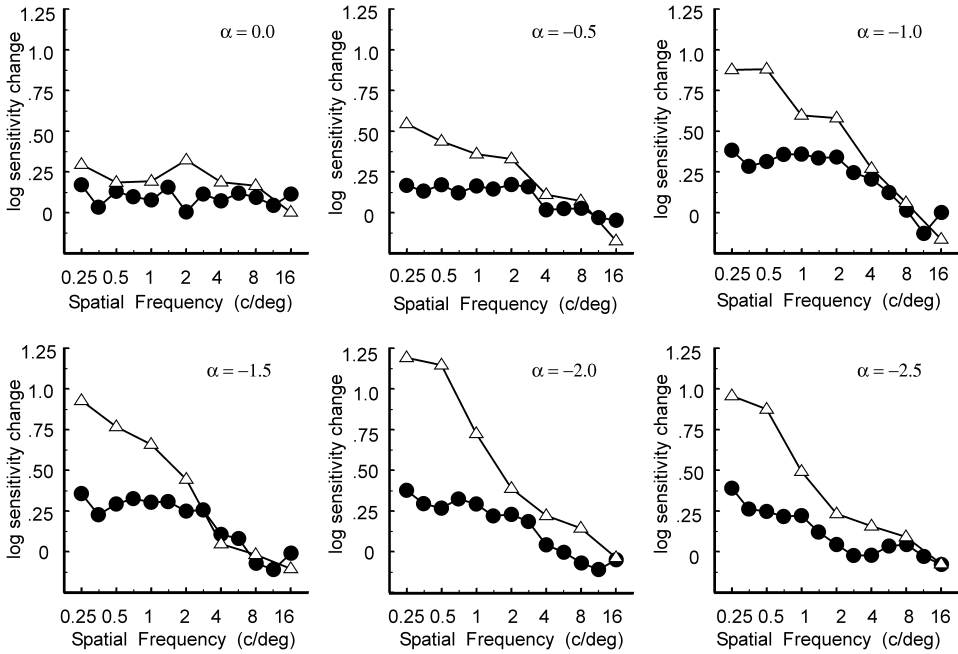 1.25
1.0
.75
.50
.25
0
log sensitivity change
α = 0.0
0.25 0.5 1 2 4 8 16
Spatial Frequency (c/deg)
1.25
1.0
.75
.50
.25
0
log sensitivity change
α = −0.5
0.25 0.5 1 2 4 8 16
Spatial Frequency (c/deg)
1.25
1.0
.75
.50
.25
0
log sensitivity change
α = −1.0
0.25 0.5 1 2 4 8 16
Spatial Frequency (c/deg)
1.25
1.0
.75
.50
.25
0
log sensitivity change
α = −1.5
0.25 0.5 1 2 4 8 16
Spatial Frequency (c/deg)
1.25
1.0
.75
.50
.25
0
log sensitivity change
α = −2.0
0.25 0.5 1 2 4 8 16
Spatial Frequency (c/deg)
1.25
1.0
.75
.50
.25
0
log sensitivity change
α = −2.5
0.25 0.5 1 2 4 8 16
Spatial Frequency (c/deg)